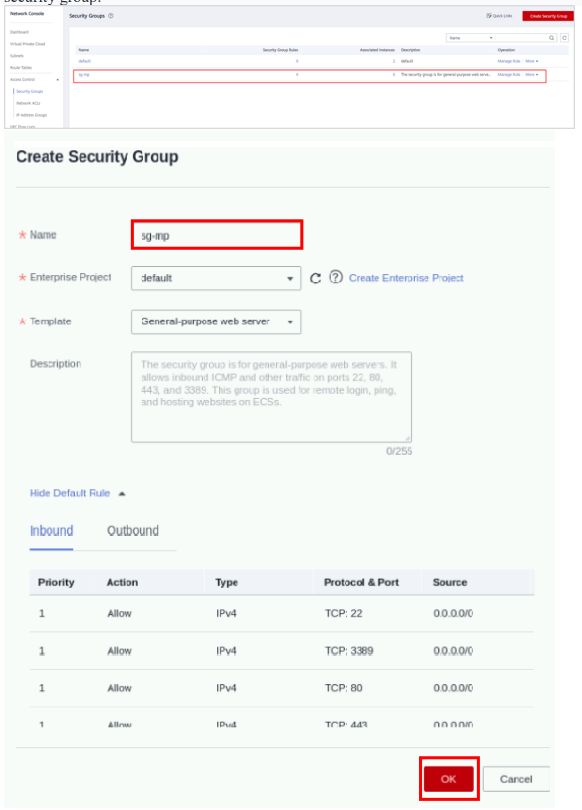 security group.
Network Console
Security Groups
Quick Links
Create Security Group
Dashboard
Virtual Private Cloud
Subnets
Route Tables
Access Control
Security Groups
Network ACLs
IP Address Groups
VPC Flow Logs
Name
Name Security Group Rules Associated Instances Description Operation
default default Manage Rule More
sg-mp The security group is for general-purpose web serve... Manage Rule More
Create Security Group
* Name sg-mp
* Enterprise Project default Create Enterprise Project
* Template General-purpose web server
Description The security group is for general-purpose web servers. It
allows inbound ICMP and other traffic on ports 22, 80,
443, and 3389. This group is used for remote login, ping,
and hosting websites on ECSs.
0/255
Hide Default Rule
Inbound Outbound
Priority Action Type Protocol & Port Source
1 Allow IPv4 TCP: 22 0.0.0.0/0
1 Allow IPv4 TCP: 3389 0.0.0.0/0
1 Allow IPv4 TCP: 80 0.0.0.0/0
1 Allow IPv4 TCP: 443 0.0.0.0/0
OK Cancel